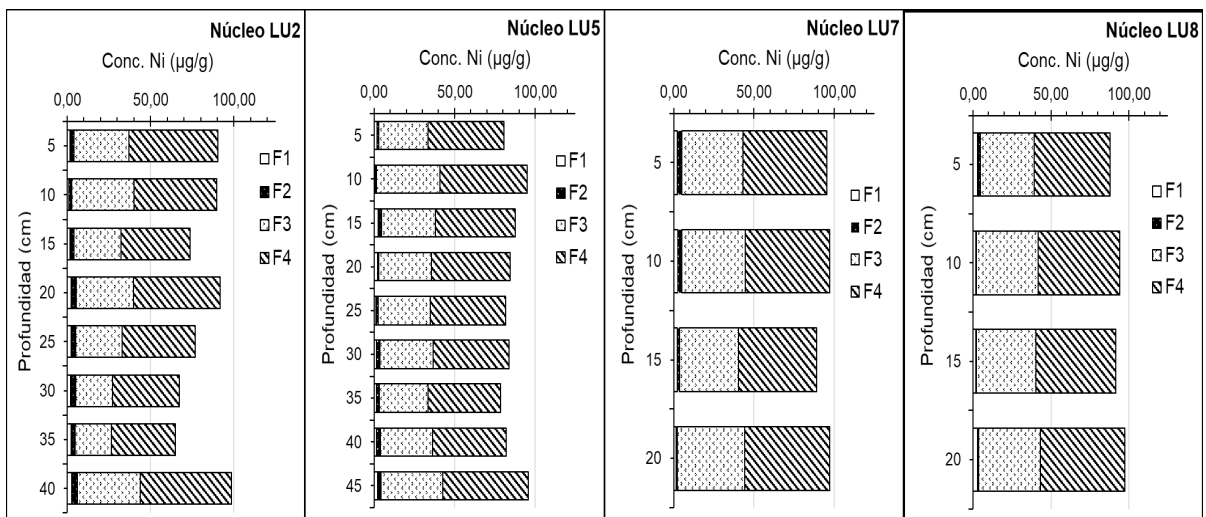 Núcleo LU2
Conc. Ni (µg/g)
0,00 50,00 100,00
Profundidad (cm)
5
10
15
20
25
30
35
40
F1
F2
F3
F4
Núcleo LU5
Conc. Ni (µg/g)
0,00 50,00 100,00
Profundidad (cm)
5
10
15
20
25
30
35
40
45
F1
F2
F3
F4
Núcleo LU7
Conc. Ni (µg/g)
0,00 50,00 100,00
Profundidad (cm)
5
10
15
20
F1
F2
F3
F4
Núcleo LU8
Conc. Ni (µg/g)
0,00 50,00 100,00
Profundidad (cm)
5
10
15
20
F1
F2
F3
F4